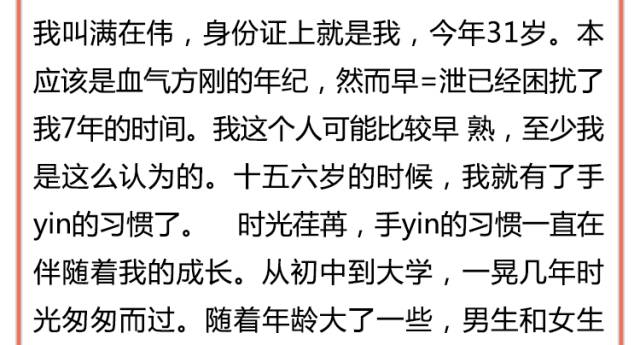 我叫满在伟，身份证上就是我，今年31岁。本
应该是血气方刚的年纪，然而早=泄已经困扰了
我7年的时间。我这个人可能比较早 熟，至少我
是这么认为的。十五六岁的时候，我就有了手
yin的习惯了。 时光荏苒，手yin的习惯一直在
伴随着我的成长。从初中到大学，一晃几年时
光匆匆而过。随着年龄大了一些，男生和女生